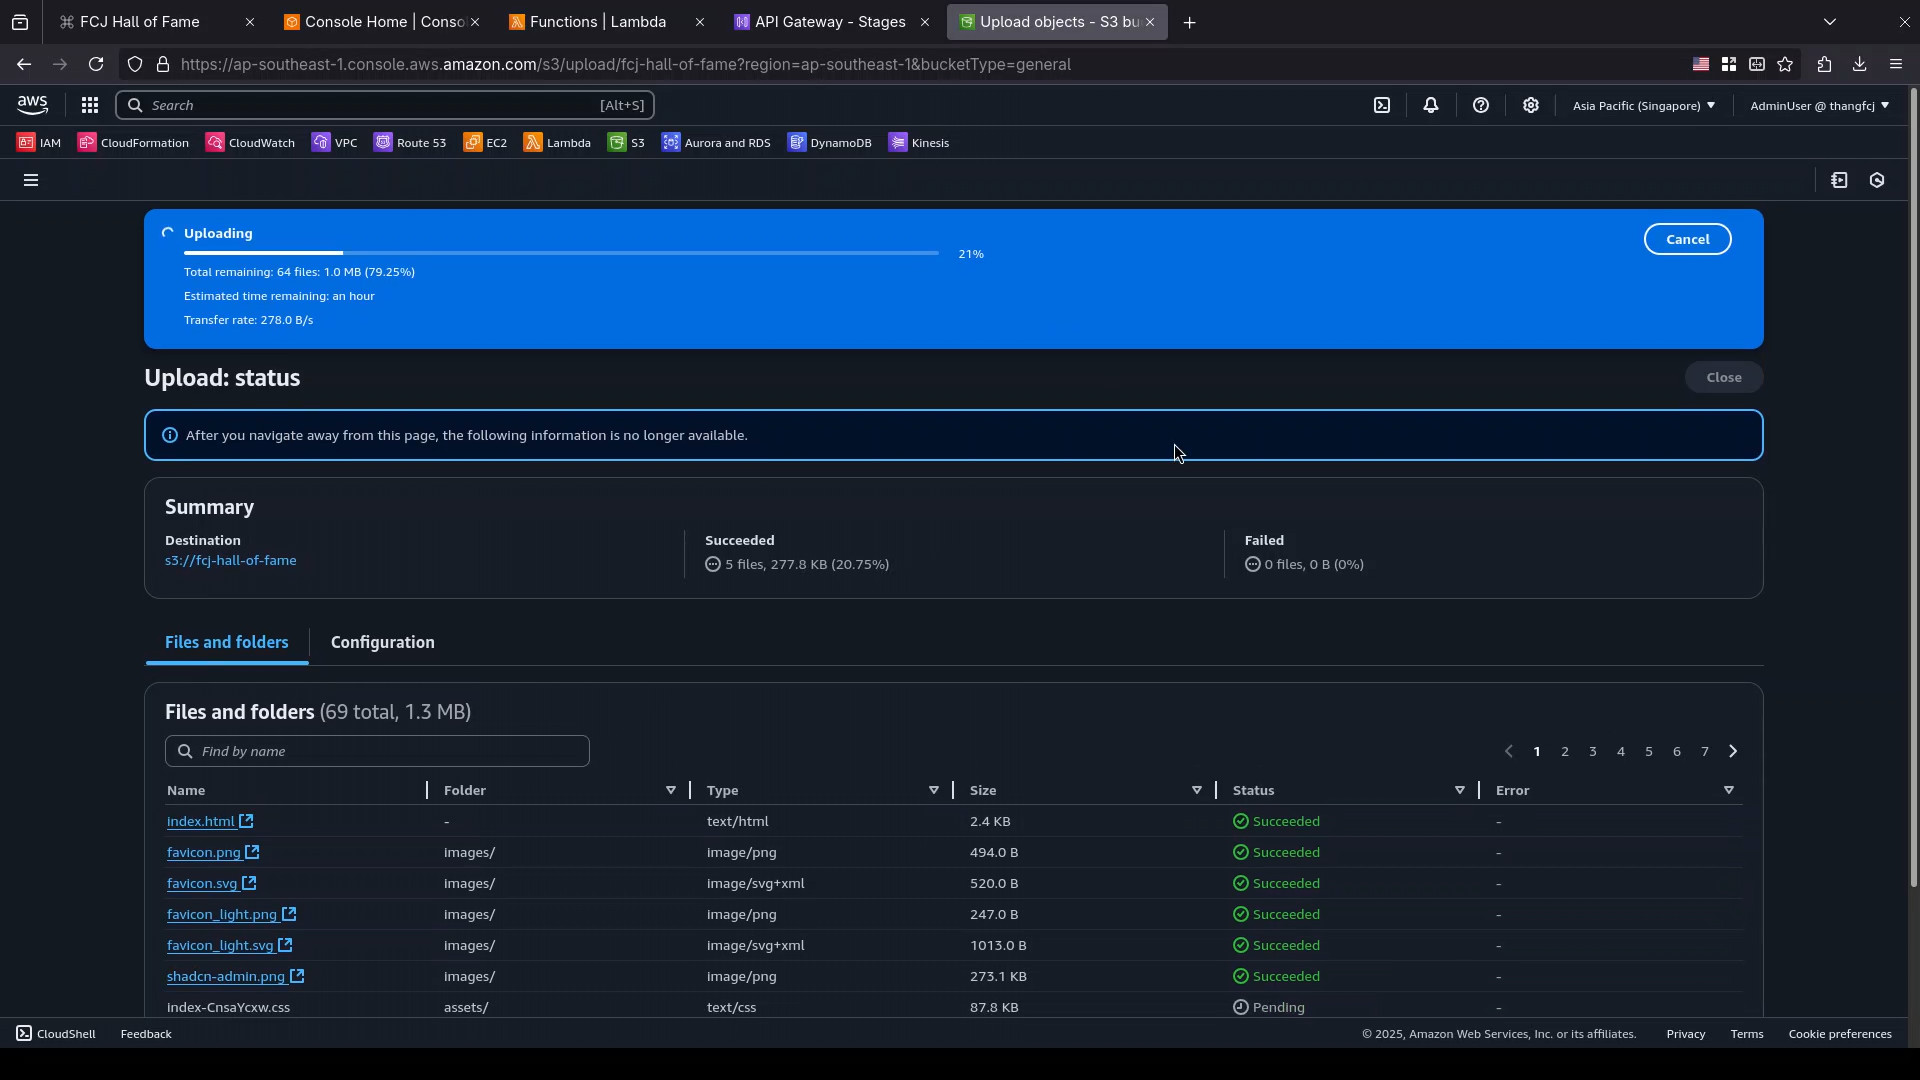 FCJ Hall of Fame
Console Home | Conso
Functions | Lambda
API Gateway - Stages
Upload objects - S3 bu
https://ap-southeast-1.console.aws.amazon.com/s3/upload/fcj-hall-of-fame?region=ap-southeast-1&bucketType=general
aws
Search
[Alt+S]
Asia Pacific (Singapore)
AdminUser @ thangfcj
IAM
CloudFormation
CloudWatch
VPC
Route 53
EC2
Lambda
S3
Aurora and RDS
DynamoDB
Kinesis
Uploading
21%
Cancel
Total remaining: 64 files: 1.0 MB (79.25%)
Estimated time remaining: an hour
Transfer rate: 278.0 B/s
Upload: status
Close
After you navigate away from this page, the following information is no longer available.
Summary
Destination
s3://fcj-hall-of-fame
Succeeded
5 files, 277.8 KB (20.75%)
Failed
0 files, 0 B (0%)
Files and folders
Configuration
Files and folders (69 total, 1.3 MB)
Find by name
1 2 3 4 5 6 7
Name Folder Type Size Status Error
index.html - text/html 2.4 KB Succeeded -
favicon.png images/ image/png 494.0 B Succeeded -
favicon.svg images/ image/svg+xml 520.0 B Succeeded -
favicon_light.png images/ image/png 247.0 B Succeeded -
favicon_light.svg images/ image/svg+xml 1013.0 B Succeeded -
shadcn-admin.png images/ image/png 273.1 KB Succeeded -
index-CnsaYcxw.css assets/ text/css 87.8 KB Pending -
CloudShell
Feedback
© 2025, Amazon Web Services, Inc. or its affiliates.
Privacy
Terms
Cookie preferences